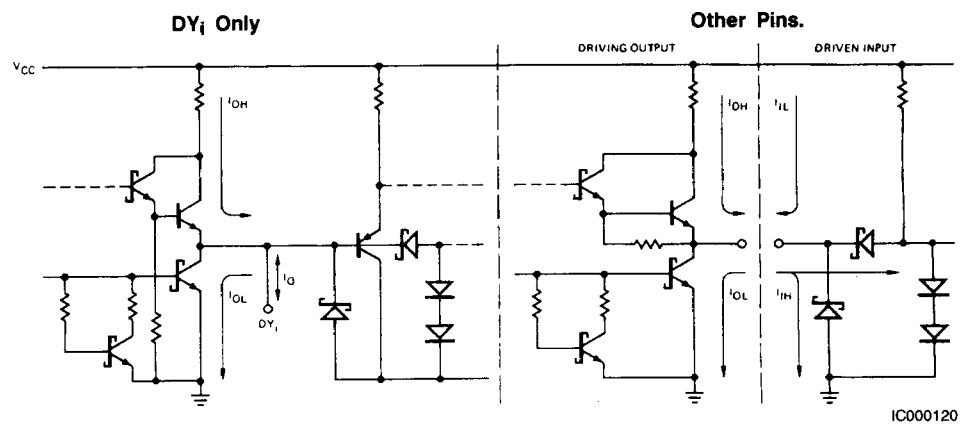 DYi Only
Other Pins.
DRIVING OUTPUT
DRIVEN INPUT
VCC
IOH
IOH
IIL
IOL
IO
DYi
IOL
IIH
IC000120